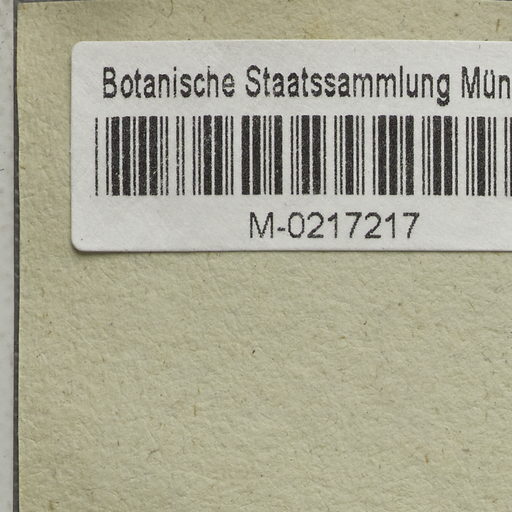 Botanische Staatssammlung Mün
M-0217217